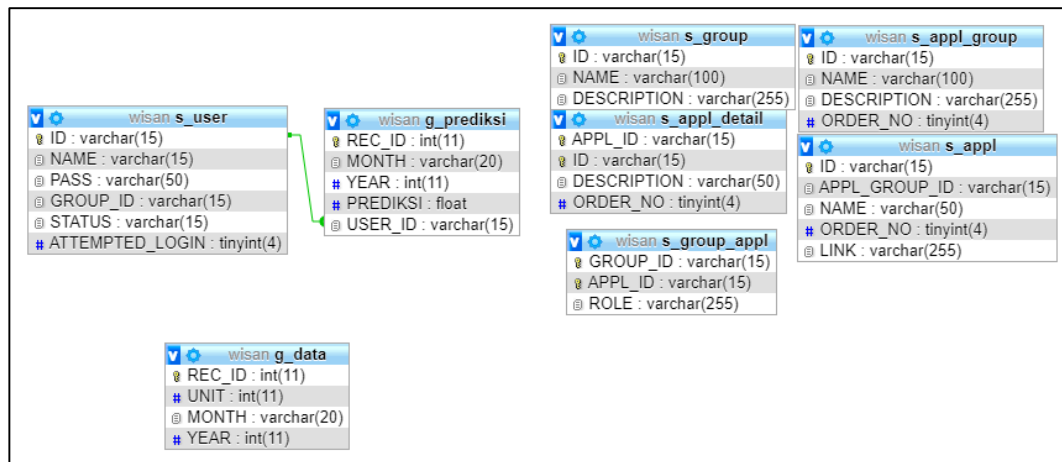 wisan s_user
ID : varchar(15)
NAME : varchar(15)
PASS : varchar(50)
GROUP_ID : varchar(15)
STATUS : varchar(15)
# ATTEMPTED_LOGIN : tinyint(4)
wisan g_prediksi
REC_ID : int(11)
MONTH : varchar(20)
# YEAR : int(11)
# PREDIKSI : float
USER_ID : varchar(15)
wisan s_group
ID : varchar(15)
NAME : varchar(100)
DESCRIPTION : varchar(255)
wisan s_appl_detail
APPL_ID : varchar(15)
ID : varchar(15)
DESCRIPTION : varchar(50)
# ORDER_NO : tinyint(4)
wisan s_group_appl
GROUP_ID : varchar(15)
APPL_ID : varchar(15)
ROLE : varchar(255)
wisan s_appl_group
ID : varchar(15)
NAME : varchar(100)
DESCRIPTION : varchar(255)
# ORDER_NO : tinyint(4)
wisan s_appl
ID : varchar(15)
APPL_GROUP_ID : varchar(15)
NAME : varchar(50)
# ORDER_NO : tinyint(4)
LINK : varchar(255)
wisan g_data
REC_ID : int(11)
# UNIT : int(11)
MONTH : varchar(20)
# YEAR : int(11)